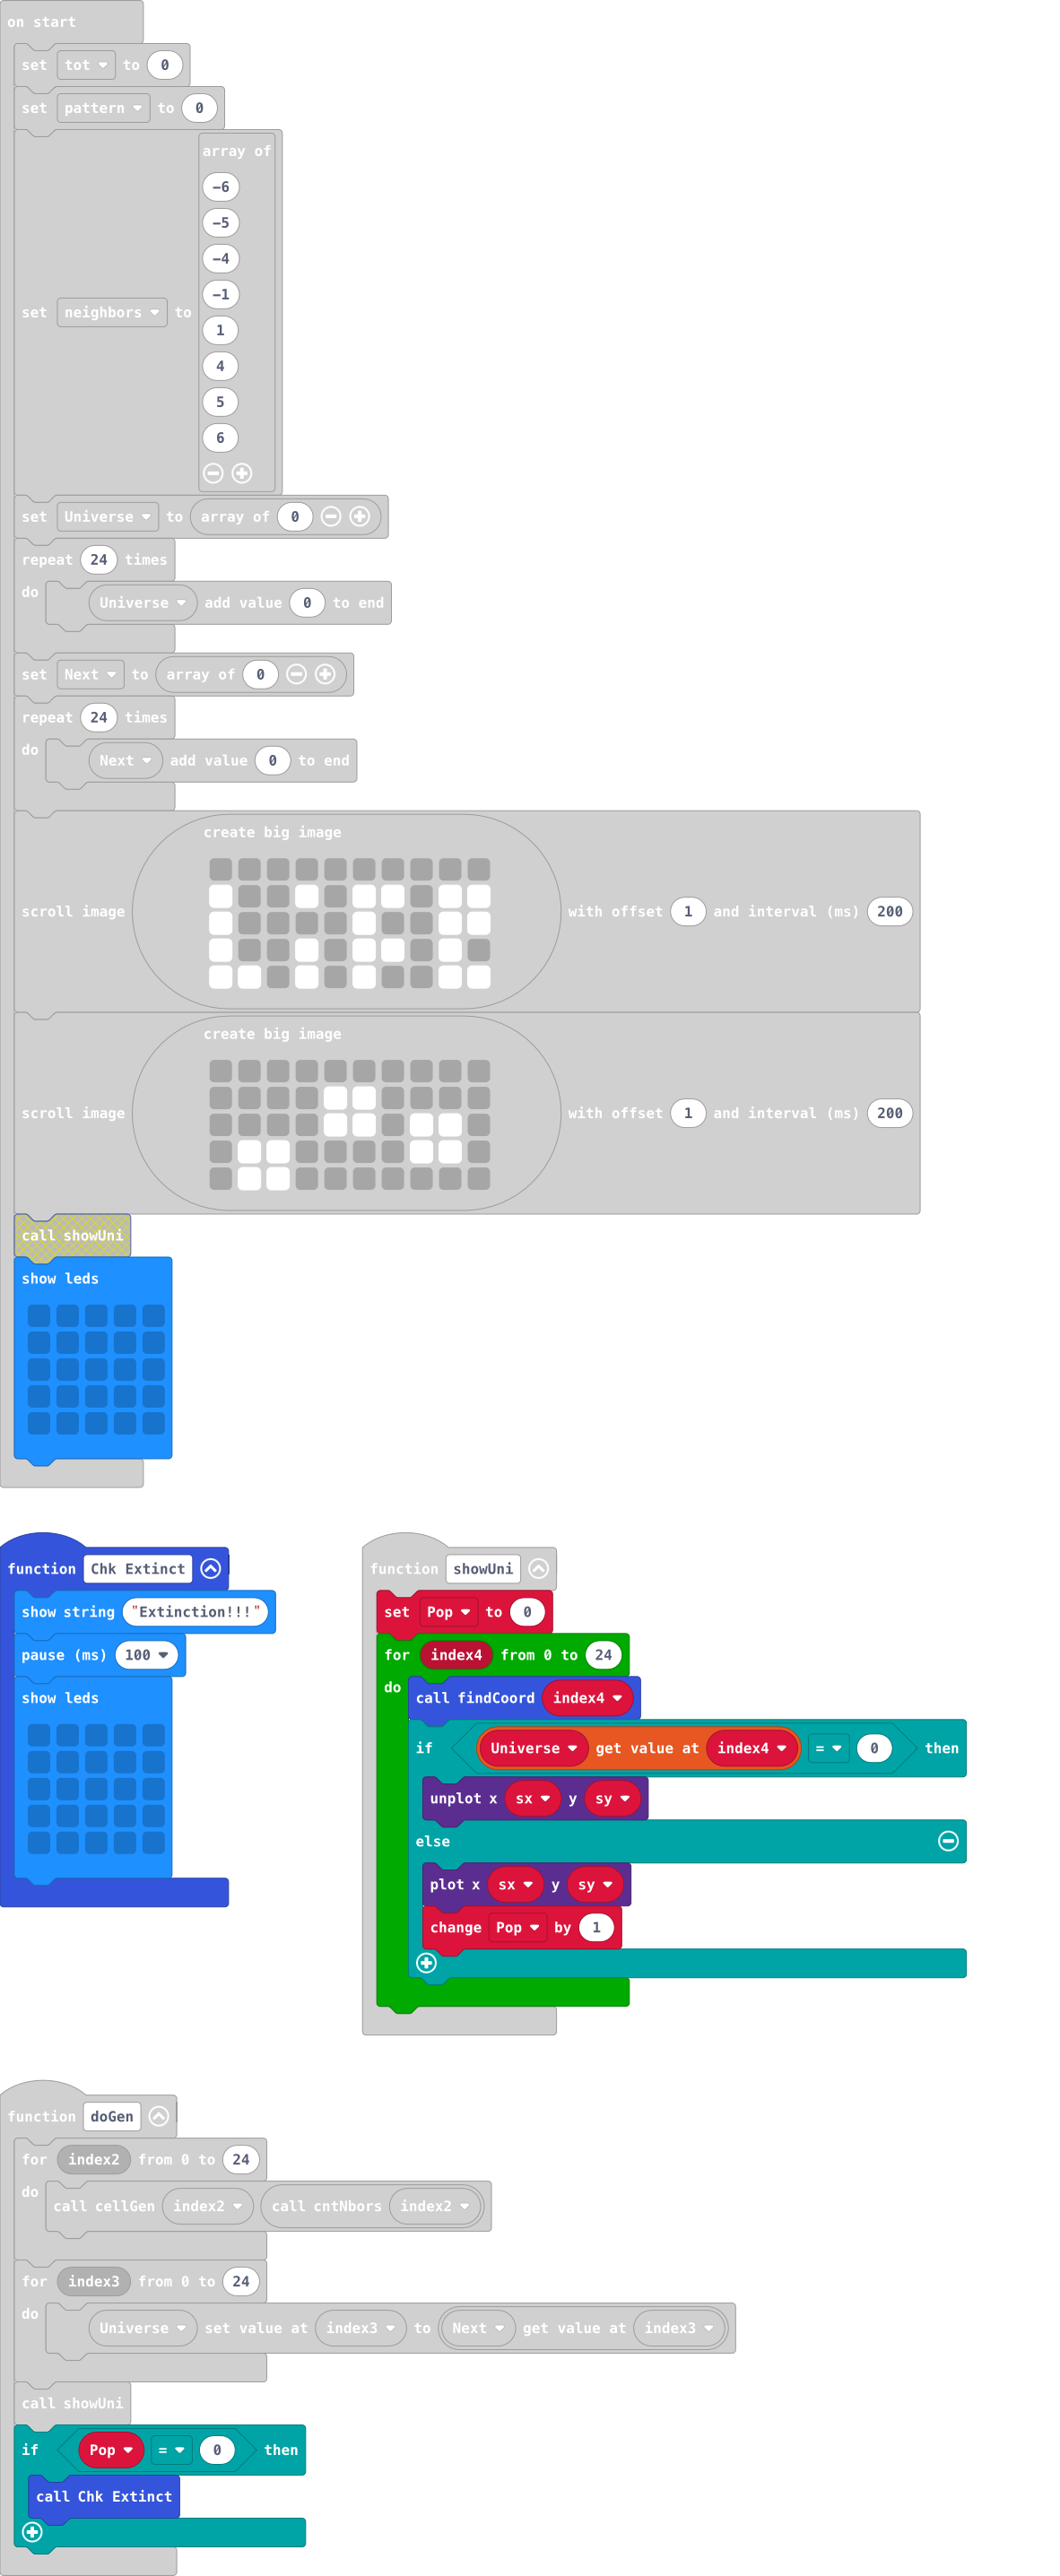 on start
set tot to 0
set pattern to 0
array of
-6
-5
-4
-1
set neighbors to
1
4
5
6
set Universe to array of 0
repeat 24 times
do
Universe add value 0 to end
set Next to array of 0
repeat 24 times
do
Next add value 0 to end
create big image
scroll image with offset 1 and interval (ms) 200
create big image
scroll image with offset 1 and interval (ms) 200
call showUni
show leds
function Chk Extinct
show string "Extinction!!!"
pause (ms) 100
show leds
function showUni
set Pop to 0
for index4 from 0 to 24
do
call findCoord index4
if Universe get value at index4 = 0 then
unplot x sx y sy
else
plot x sx y sy
change Pop by 1
function doGen
for index2 from 0 to 24
do
call cellGen index2 call cntNbors index2
for index3 from 0 to 24
do
Universe set value at index3 to Next get value at index3
call showUni
if Pop = 0 then
call Chk Extinct